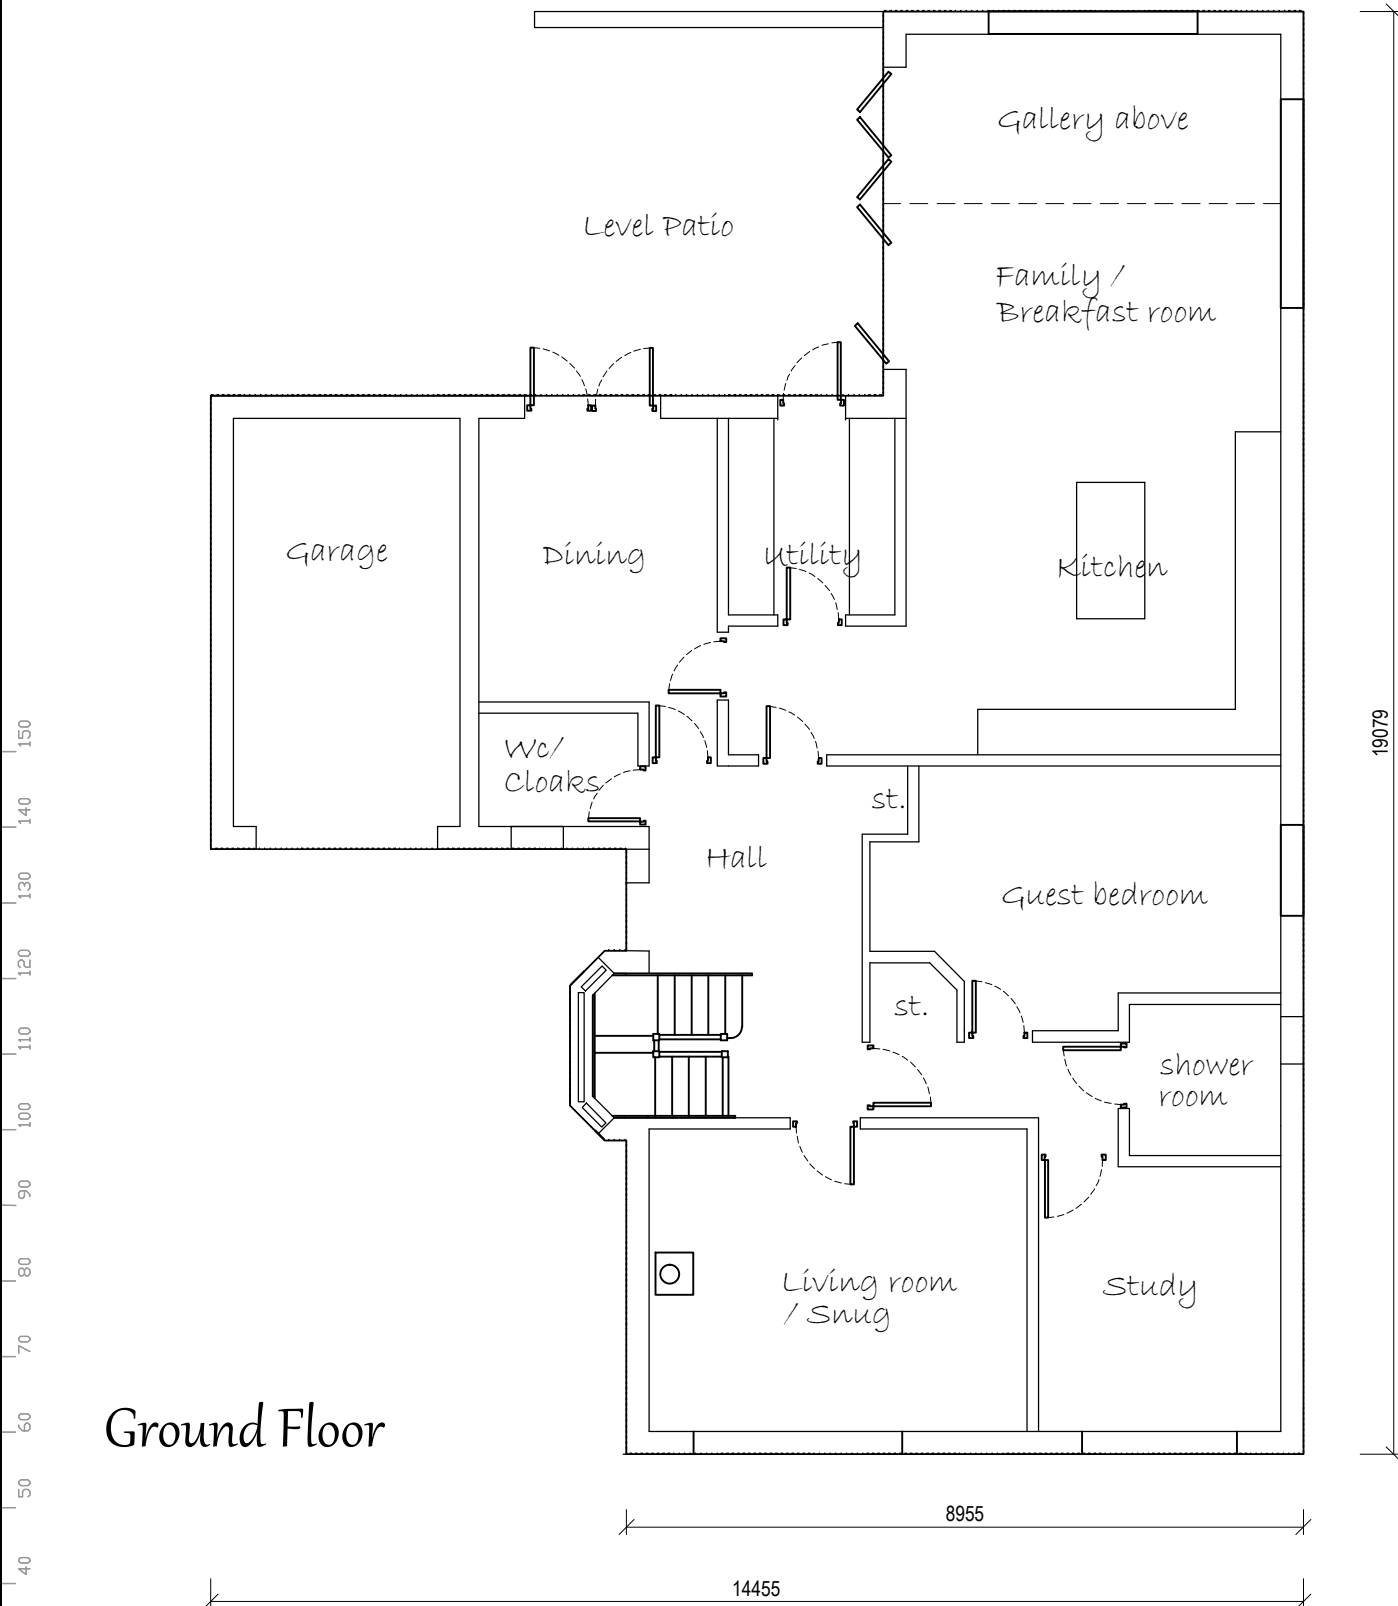 Gallery above
Level Patio
Family /
Breakfast room
Garage
Dining
Utility
Kitchen
Wc/
Cloaks
st.
Hall
Guest bedroom
st.
shower
room
Living room
/ Snug
Study
Ground Floor
19079
8955
14455
150
140
130
120
110
100
90
80
70
60
50
40